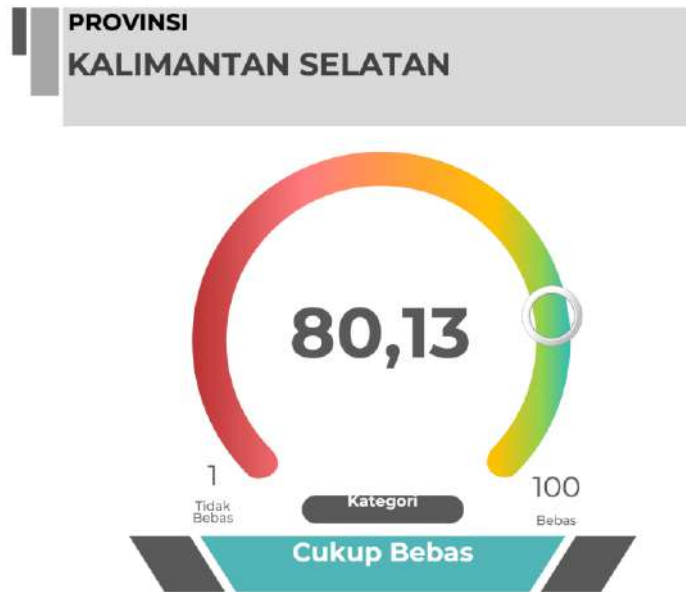 PROVINSI
KALIMANTAN SELATAN
80,13
1
Tidak
Bebas
100
Bebas
Kategori
Cukup Bebas